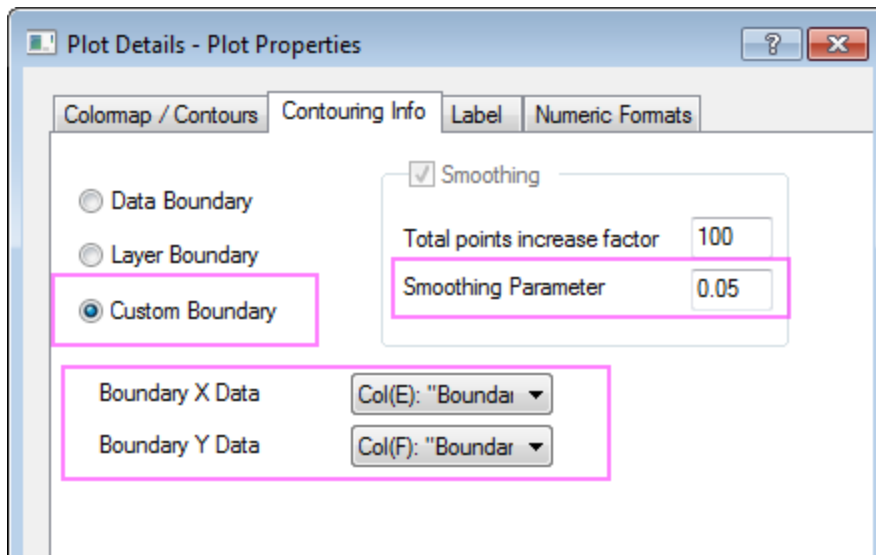 Plot Details - Plot Properties
Colormap / Contours Contouring Info Label Numeric Formats
Data Boundary
Layer Boundary
Custom Boundary
Smoothing
Total points increase factor 100
Smoothing Parameter 0.05
Boundary X Data Col(E): "Boundar
Boundary Y Data Col(F): "Boundar